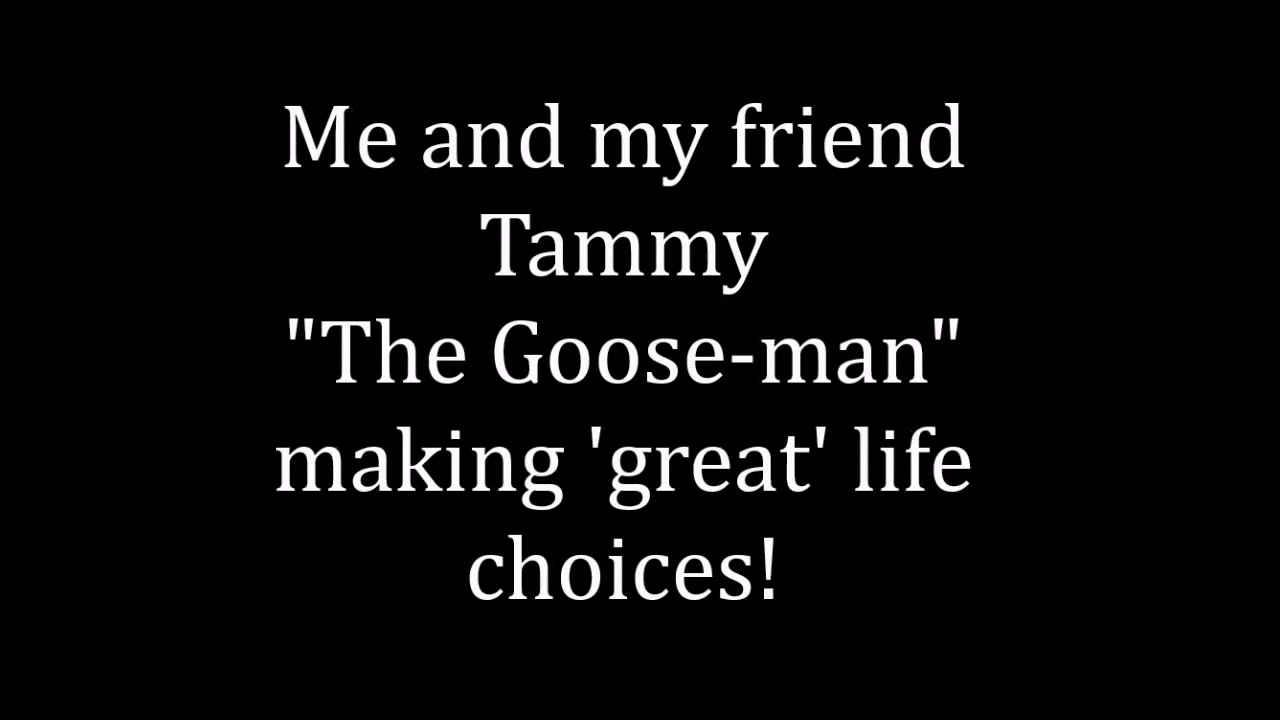 Me and my friend
Tammy
"The Goose-man"
making 'great' life
choices!